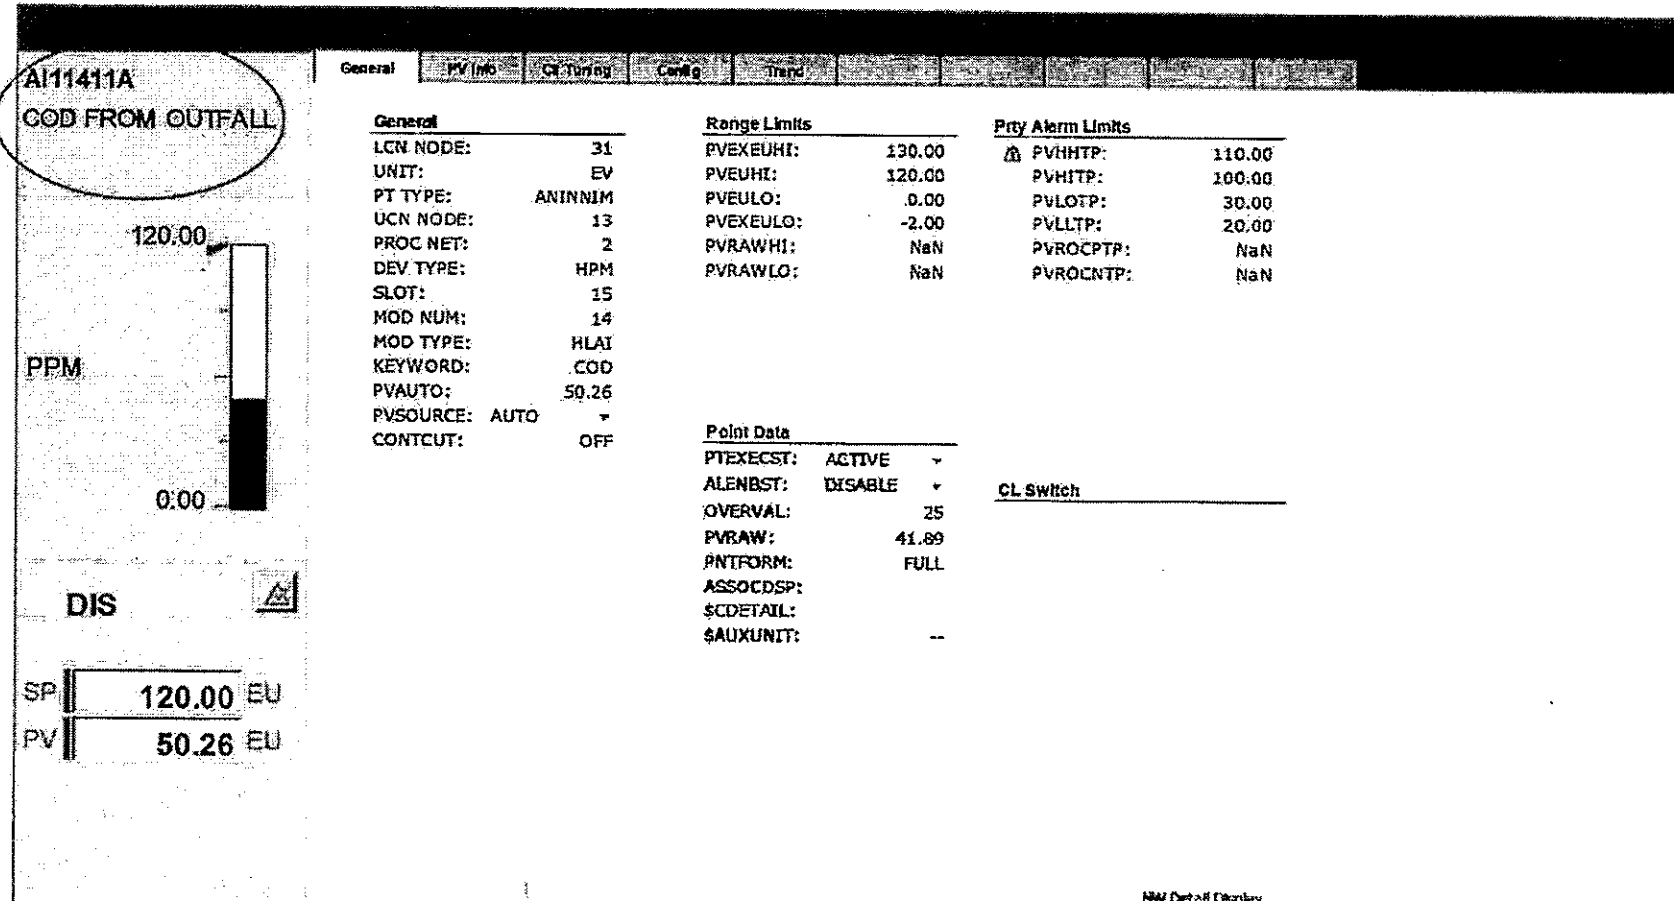 AI11411A
COD FROM OUTFALL
120.00
PPM
0.00
DIS
SP 120.00 EU
PV 50.26 EU
General PV Info Ctl Tuning Config Trend
General
LCN NODE: 31
UNIT: EV
PT TYPE: ANINNIM
UCN NODE: 13
PROC NET: 2
DEV TYPE: HPM
SLOT: 15
MOD NUM: 14
MOD TYPE: HLAI
KEYWORD: COD
PVAUTO: 50.26
PVSOURCE: AUTO
CONTCUT: OFF
Range Limits
PVEXEUHI: 130.00
PVEUHI: 120.00
PVEULO: 0.00
PVEXEULO: -2.00
PVRAWHI: NaN
PVRAWLO: NaN
Point Data
PTEXECST: ACTIVE
ALENBST: DISABLE
OVERVAL: 25
PVRAW: 41.89
PNTFORM: FULL
ASSOCDSP:
$CDETAIL:
$AUXUNIT: --
Prty Alarm Limits
PVHHTP: 110.00
PVHITP: 100.00
PVLOTP: 30.00
PVLLTP: 20.00
PVROCPTP: NaN
PVROCNTP: NaN
CL Switch
NW Detail Display